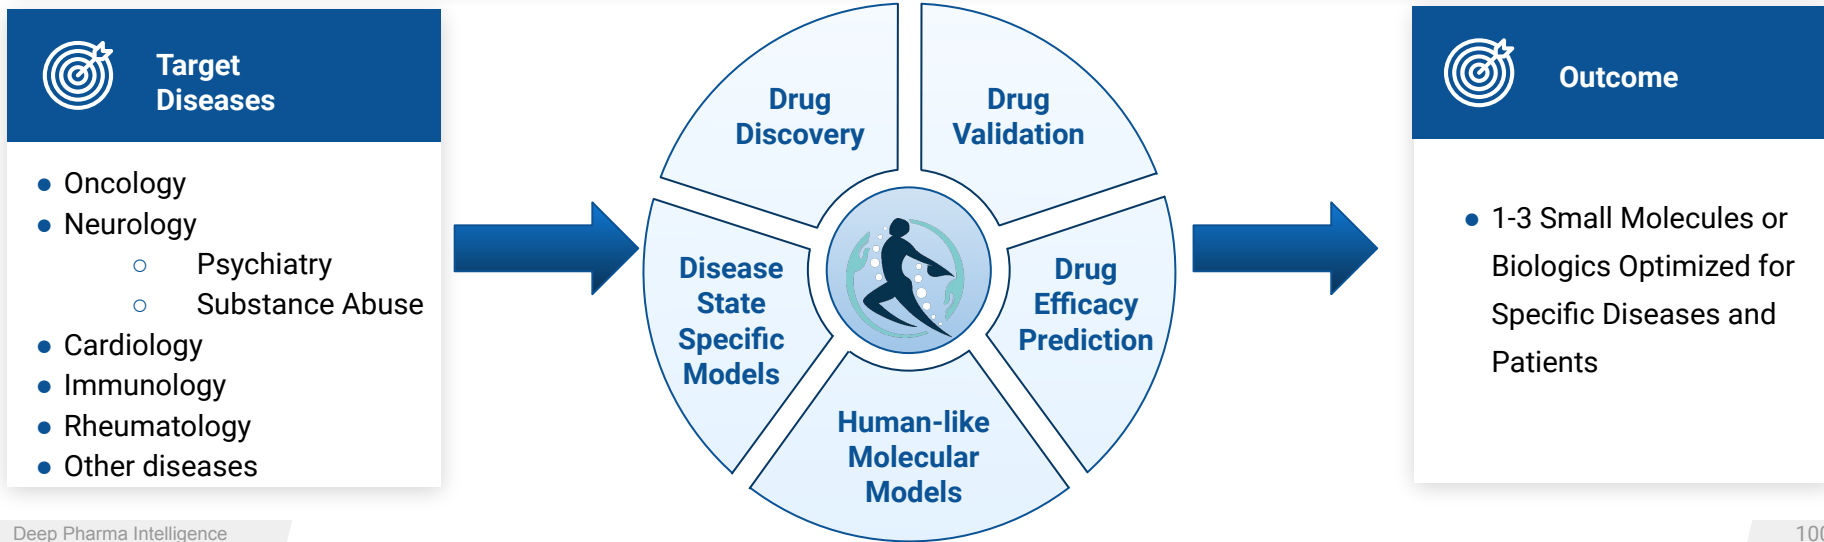 Target
Diseases
● Oncology
● Neurology
○ Psychiatry
○ Substance Abuse
● Cardiology
● Immunology
● Rheumatology
● Other diseases
Drug
Discovery
Drug
Validation
Disease
State
Specific
Models
Drug
Efficacy
Prediction
Human-like
Molecular
Models
Outcome
● 1-3 Small Molecules or
Biologics Optimized for
Specific Diseases and
Patients
Deep Pharma Intelligence
100